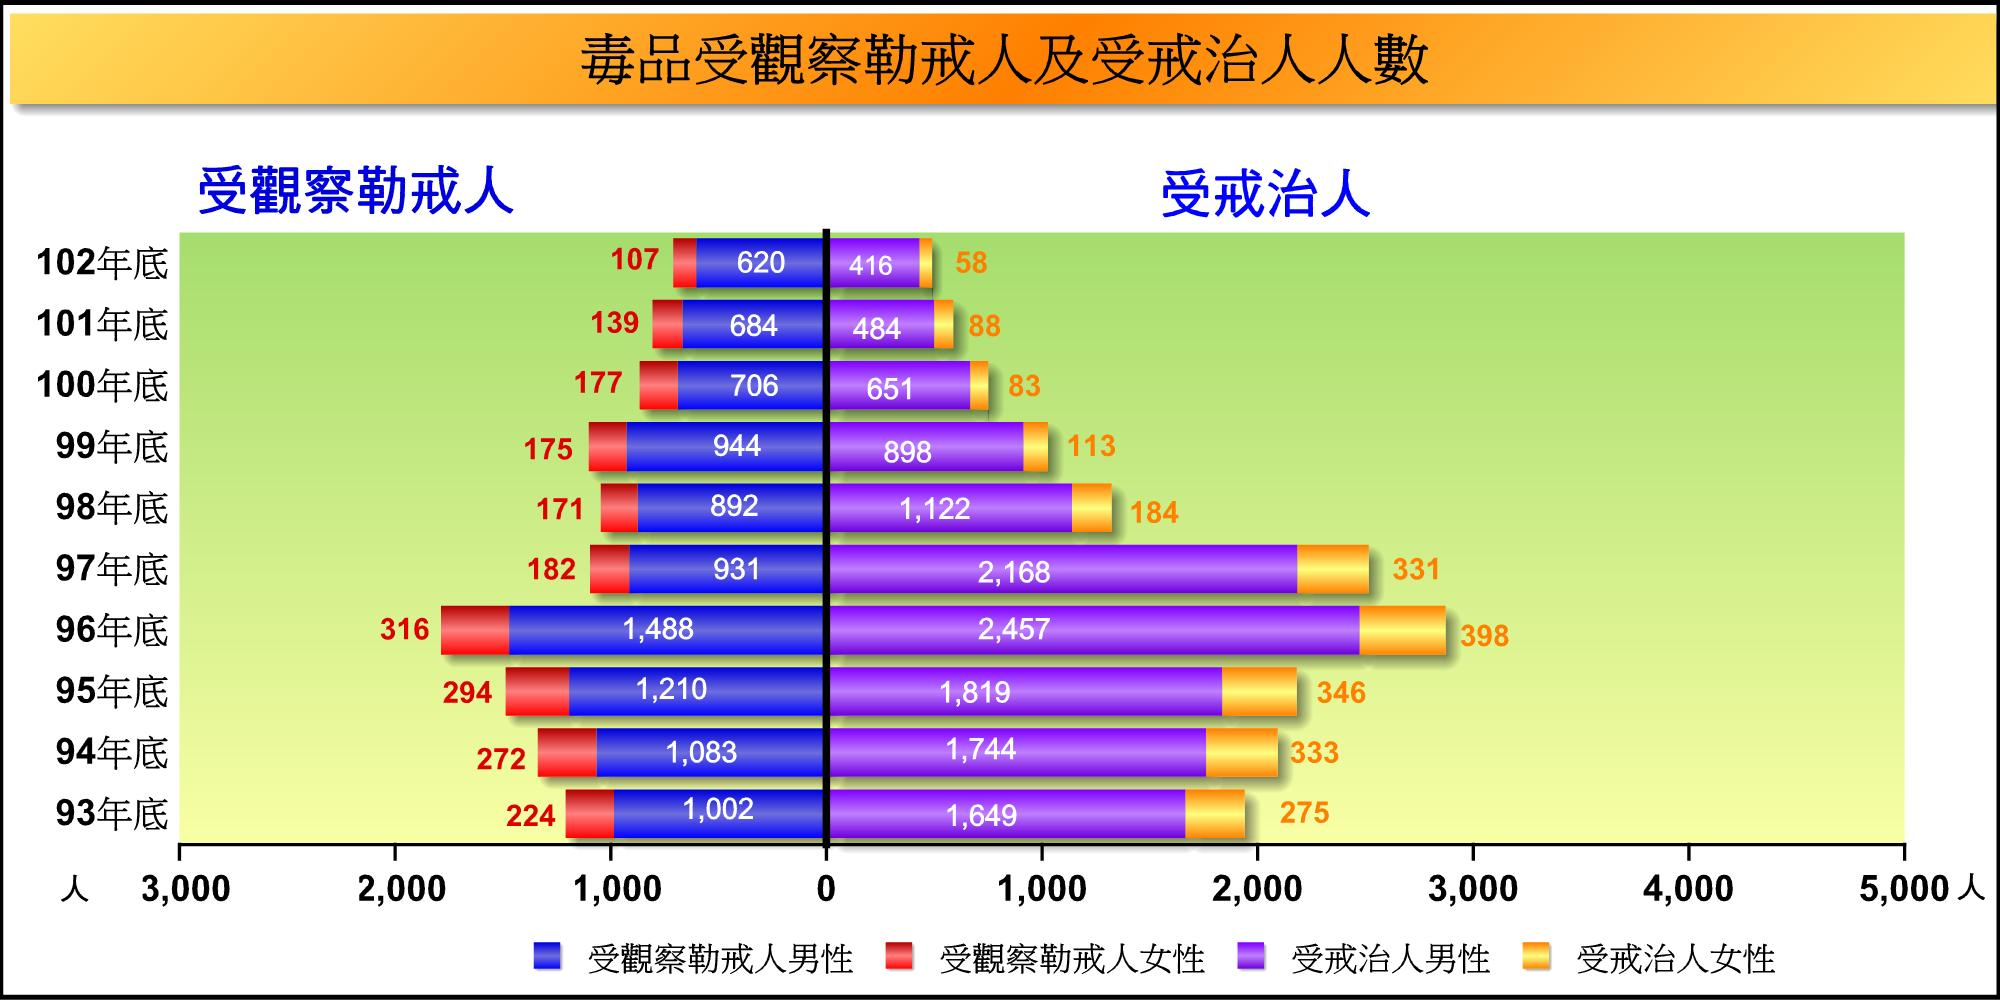 毒品受觀察勒戒人及受戒治人人數
受觀察勒戒人 受戒治人
102年底 107 620 416 58
101年底 139 684 484 88
100年底 177 706 651 83
99年底 175 944 898 113
98年底 171 892 1,122 184
97年底 182 931 2,168 331
96年底 316 1,488 2,457 398
95年底 294 1,210 1,819 346
94年底 272 1,083 1,744 333
93年底 224 1,002 1,649 275
人 3,000 2,000 1,000 0 1,000 2,000 3,000 4,000 5,000 人
受觀察勒戒人男性 受觀察勒戒人女性 受戒治人男性 受戒治人女性